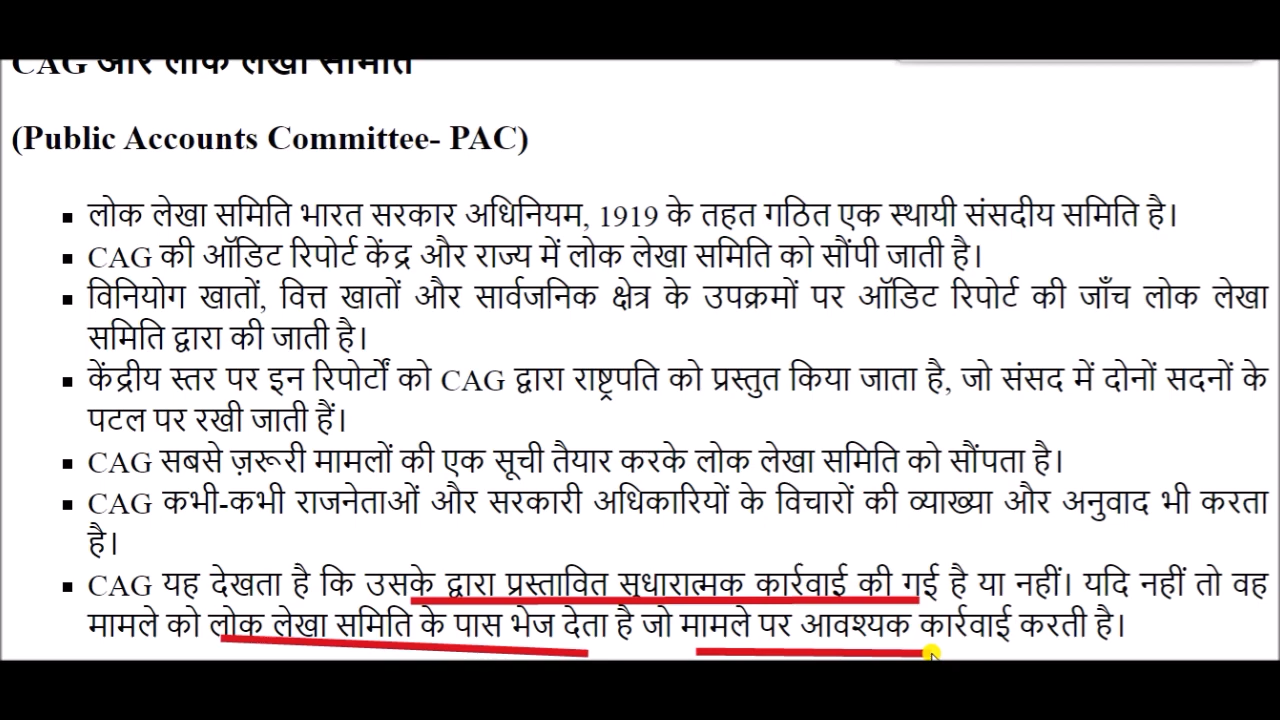 CAG और लोक लेखा समिति
(Public Accounts Committee- PAC)
▪ लोक लेखा समिति भारत सरकार अधिनियम, 1919 के तहत गठित एक स्थायी संसदीय समिति है।
▪ CAG की ऑडिट रिपोर्ट केंद्र और राज्य में लोक लेखा समिति को सौंपी जाती है।
▪ विनियोग खातों, वित्त खातों और सार्वजनिक क्षेत्र के उपक्रमों पर ऑडिट रिपोर्ट की जाँच लोक लेखा
समिति द्वारा की जाती है।
▪ केंद्रीय स्तर पर इन रिपोर्टों को CAG द्वारा राष्ट्रपति को प्रस्तुत किया जाता है, जो संसद में दोनों सदनों के
पटल पर रखी जाती हैं।
▪ CAG सबसे ज़रूरी मामलों की एक सूची तैयार करके लोक लेखा समिति को सौंपता है।
▪ CAG कभी-कभी राजनेताओं और सरकारी अधिकारियों के विचारों की व्याख्या और अनुवाद भी करता
है।
▪ CAG यह देखता है कि उसके द्वारा प्रस्तावित सुधारात्मक कार्रवाई की गई है या नहीं। यदि नहीं तो वह
मामले को लोक लेखा समिति के पास भेज देता है जो मामले पर आवश्यक कार्रवाई करती है।